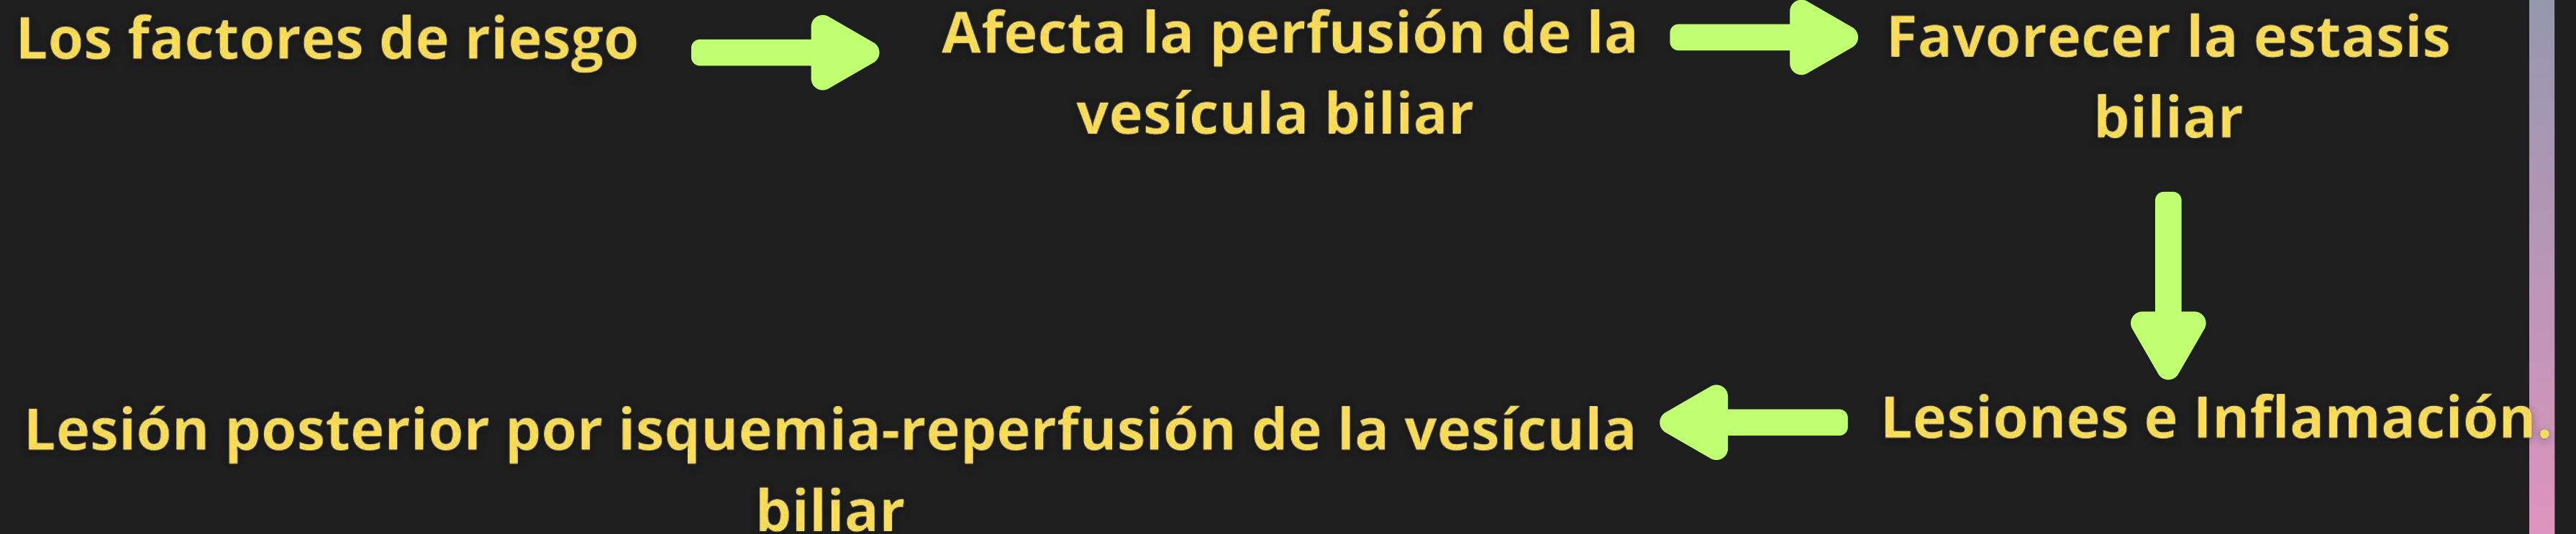 Los factores de riesgo
Afecta la perfusión de la
vesícula biliar
Favorecer la estasis
biliar
Lesiones e Inflamación.
Lesión posterior por isquemia-reperfusión de la vesícula
biliar